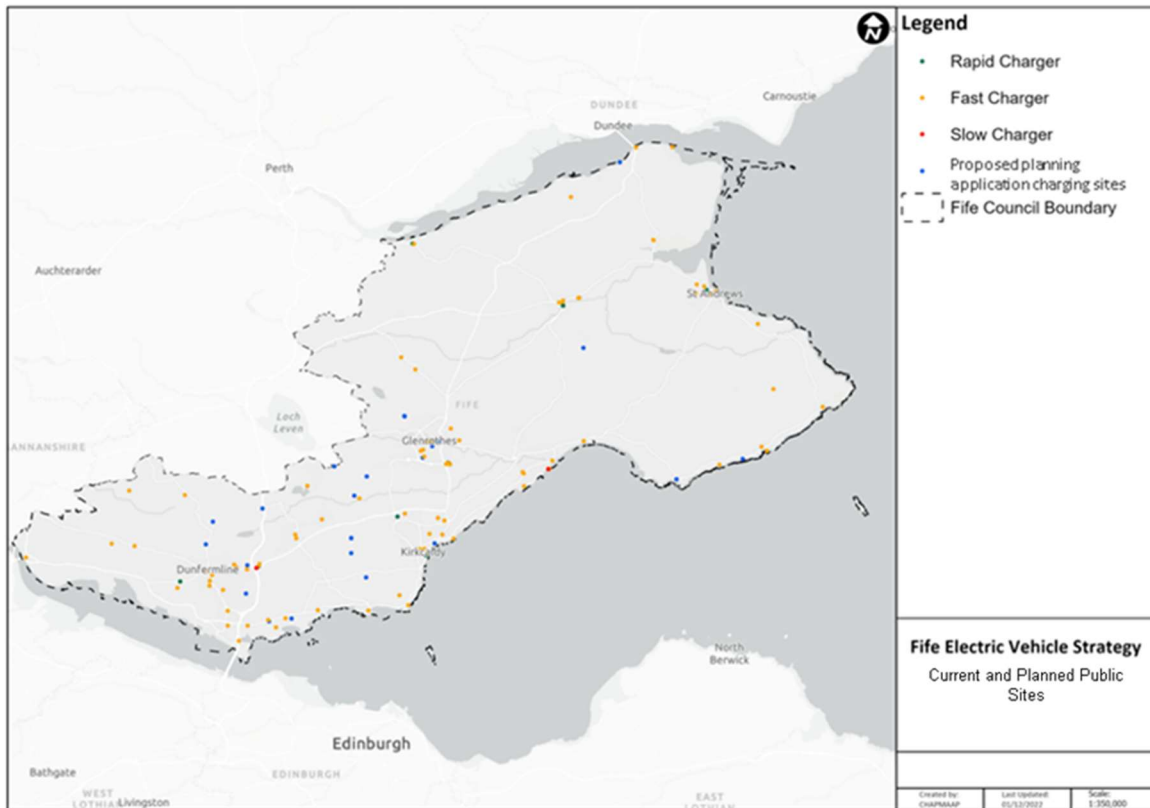 N
Legend
Rapid Charger
Fast Charger
Slow Charger
Proposed planning
application charging sites
Fife Council Boundary
DUNDEE
Dundee
Carnoustie
Perth
Auchterarder
St Andrews
FIFE
Loch
Leven
Glenrothes
ANNANSHIRE
Kirkcaldy
Dunfermline
North
Berwick
Edinburgh
EDINBURGH
Bathgate
WEST
LOTHIAN
Livingston
EAST
LOTHIAN
Fife Electric Vehicle Strategy
Current and Planned Public
Sites
Created by:
CHAPMAAP
Last Updated:
01/12/2022
Scale:
1:350,000